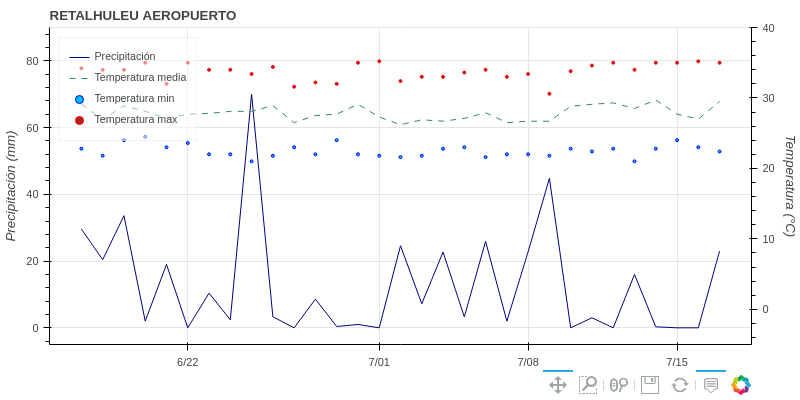 RETALHULEU AEROPUERTO
Precipitación
Temperatura media
Temperatura min
Temperatura max
Precipitación (mm)
80
60
40
20
0
Temperatura (°C)
40
30
20
10
0
6/22
7/01
7/08
7/15